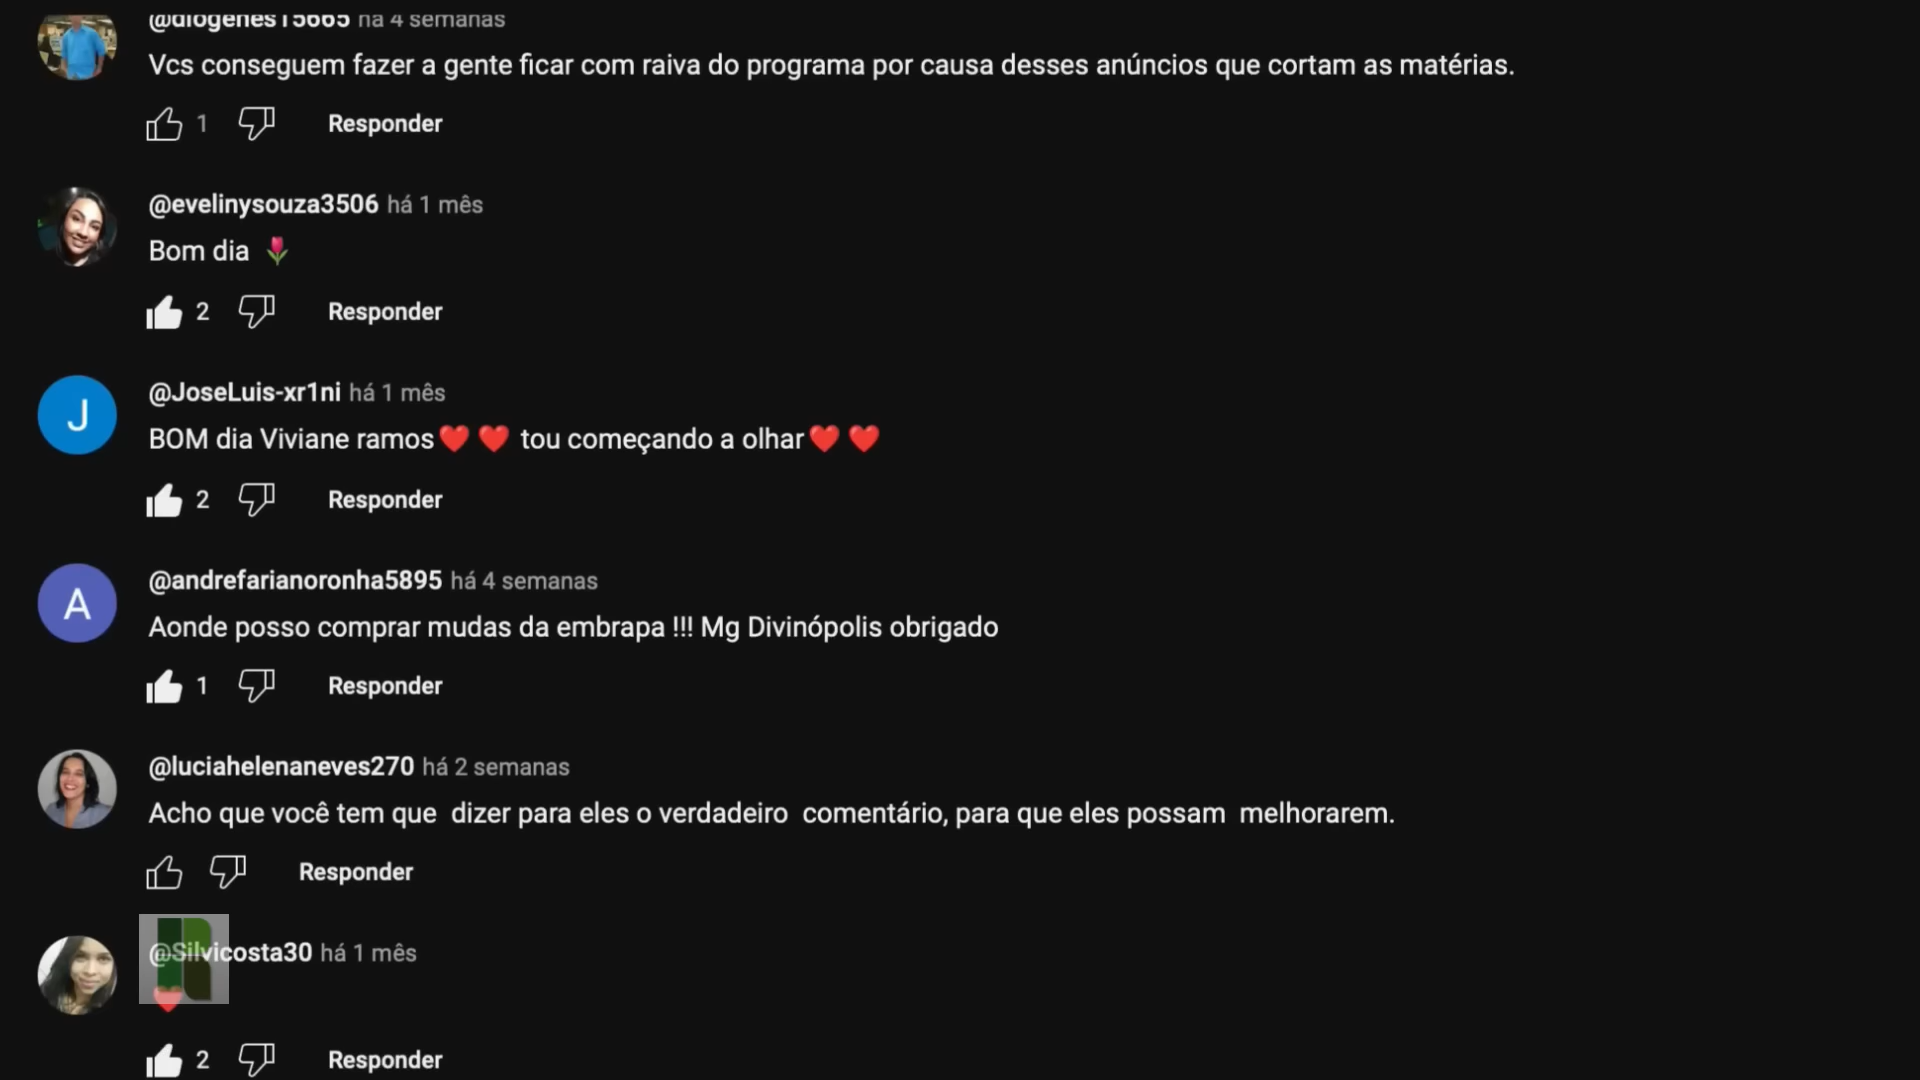 @diogenes15665 há 4 semanas
Vcs conseguem fazer a gente ficar com raiva do programa por causa desses anúncios que cortam as matérias.
1 Responder
@evelinysouza3506 há 1 mês
Bom dia 🌷
2 Responder
J
@JoseLuis-xr1ni há 1 mês
BOM dia Viviane ramos❤️❤️ tou começando a olhar❤️❤️
2 Responder
A
@andrefarianoronha5895 há 4 semanas
Aonde posso comprar mudas da embrapa !!! Mg Divinópolis obrigado
1 Responder
@luciahelenaneves270 há 2 semanas
Acho que você tem que  dizer para eles o verdadeiro  comentário, para que eles possam  melhorarem.
Responder
@Silvicosta30 há 1 mês
❤️
2 Responder